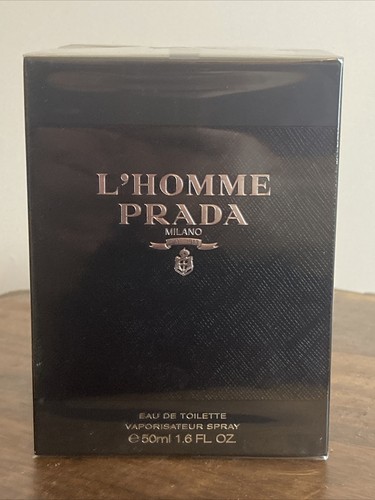 L'HOMME
PRADA
MILANO
EAU DE TOILETTE
VAPORISATEUR SPRAY
℮50ml 1.6 FL. OZ.